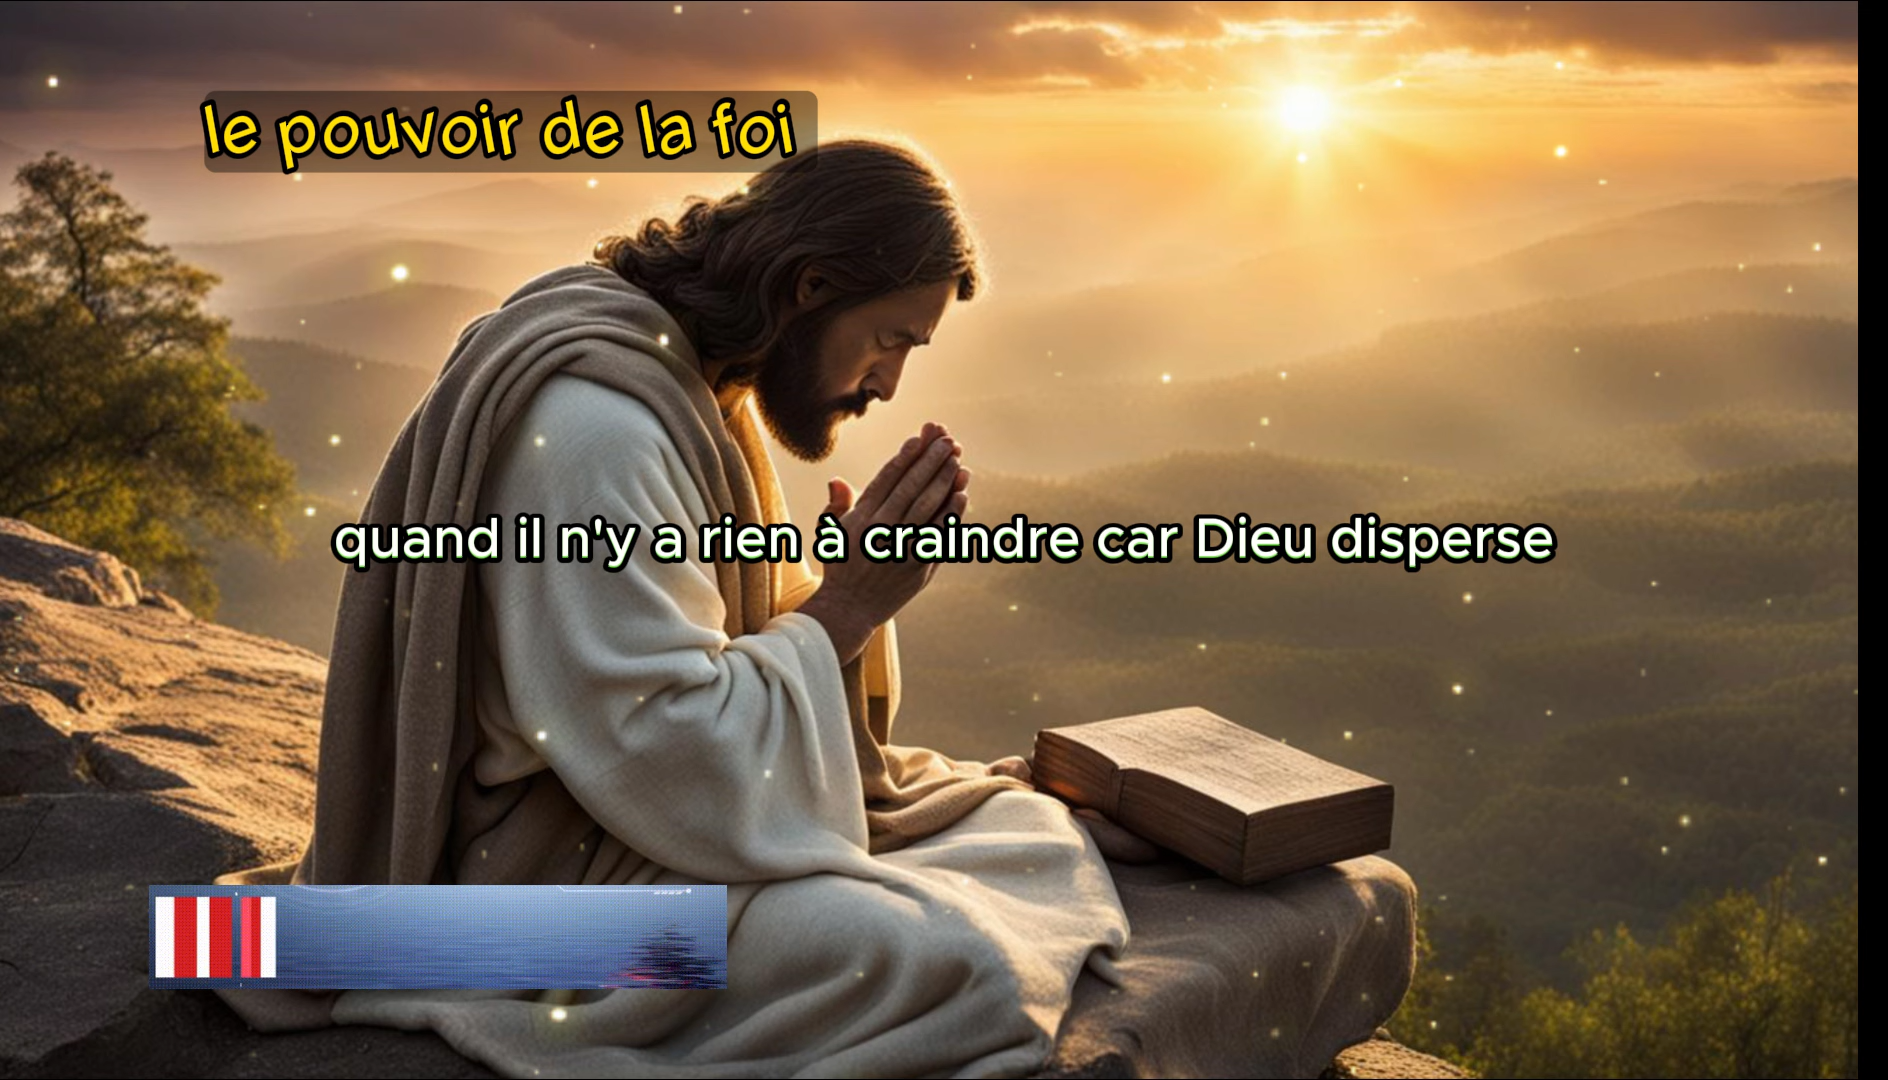 le pouvoir de la foi
quand il n'y a rien à craindre car Dieu disperse